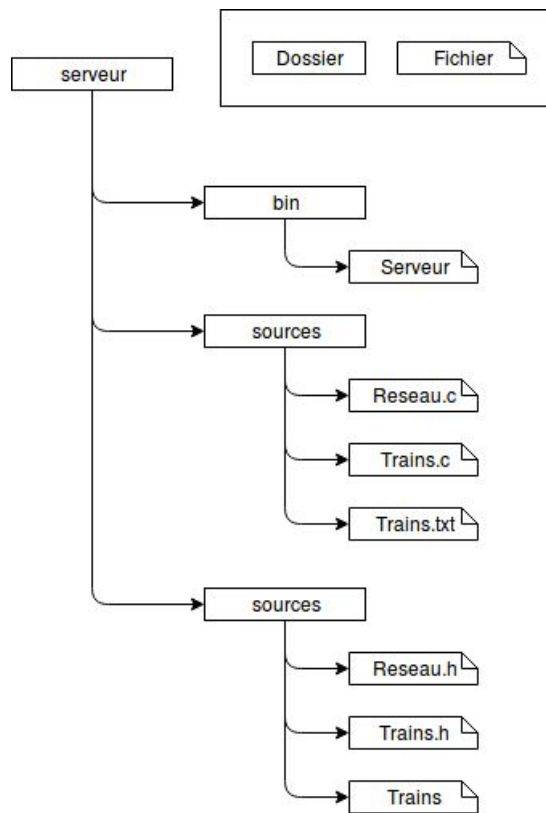 Dossier
Fichier
serveur
bin
Serveur
sources
Reseau.c
Trains.c
Trains.txt
sources
Reseau.h
Trains.h
Trains